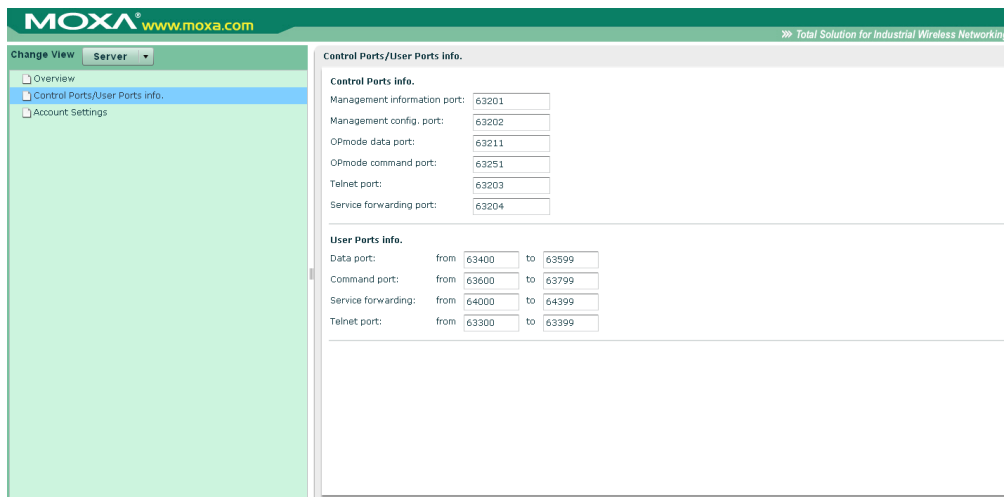 MOXA® www.moxa.com
Total Solution for Industrial Wireless Networking
Change View Server
Overview
Control Ports/User Ports info.
Account Settings
Control Ports/User Ports info.
Control Ports info.
Management information port: 63201
Management config. port: 63202
OPmode data port: 63211
OPmode command port: 63251
Telnet port: 63203
Service forwarding port: 63204
User Ports info.
Data port: from 63400 to 63599
Command port: from 63600 to 63799
Service forwarding: from 64000 to 64399
Telnet port: from 63300 to 63399